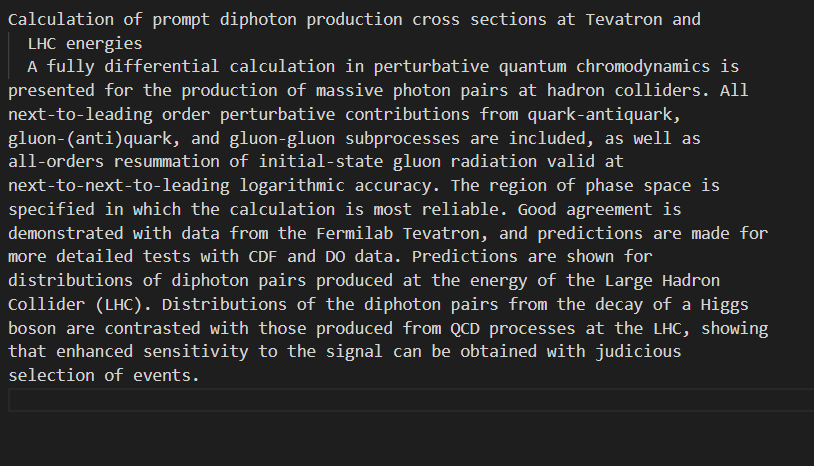 Calculation of prompt diphoton production cross sections at Tevatron and
LHC energies
A fully differential calculation in perturbative quantum chromodynamics is
presented for the production of massive photon pairs at hadron colliders. All
next-to-leading order perturbative contributions from quark-antiquark,
gluon-(anti)quark, and gluon-gluon subprocesses are included, as well as
all-orders resummation of initial-state gluon radiation valid at
next-to-next-to-leading logarithmic accuracy. The region of phase space is
specified in which the calculation is most reliable. Good agreement is
demonstrated with data from the Fermilab Tevatron, and predictions are made for
more detailed tests with CDF and DO data. Predictions are shown for
distributions of diphoton pairs produced at the energy of the Large Hadron
Collider (LHC). Distributions of the diphoton pairs from the decay of a Higgs
boson are contrasted with those produced from QCD processes at the LHC, showing
that enhanced sensitivity to the signal can be obtained with judicious
selection of events.